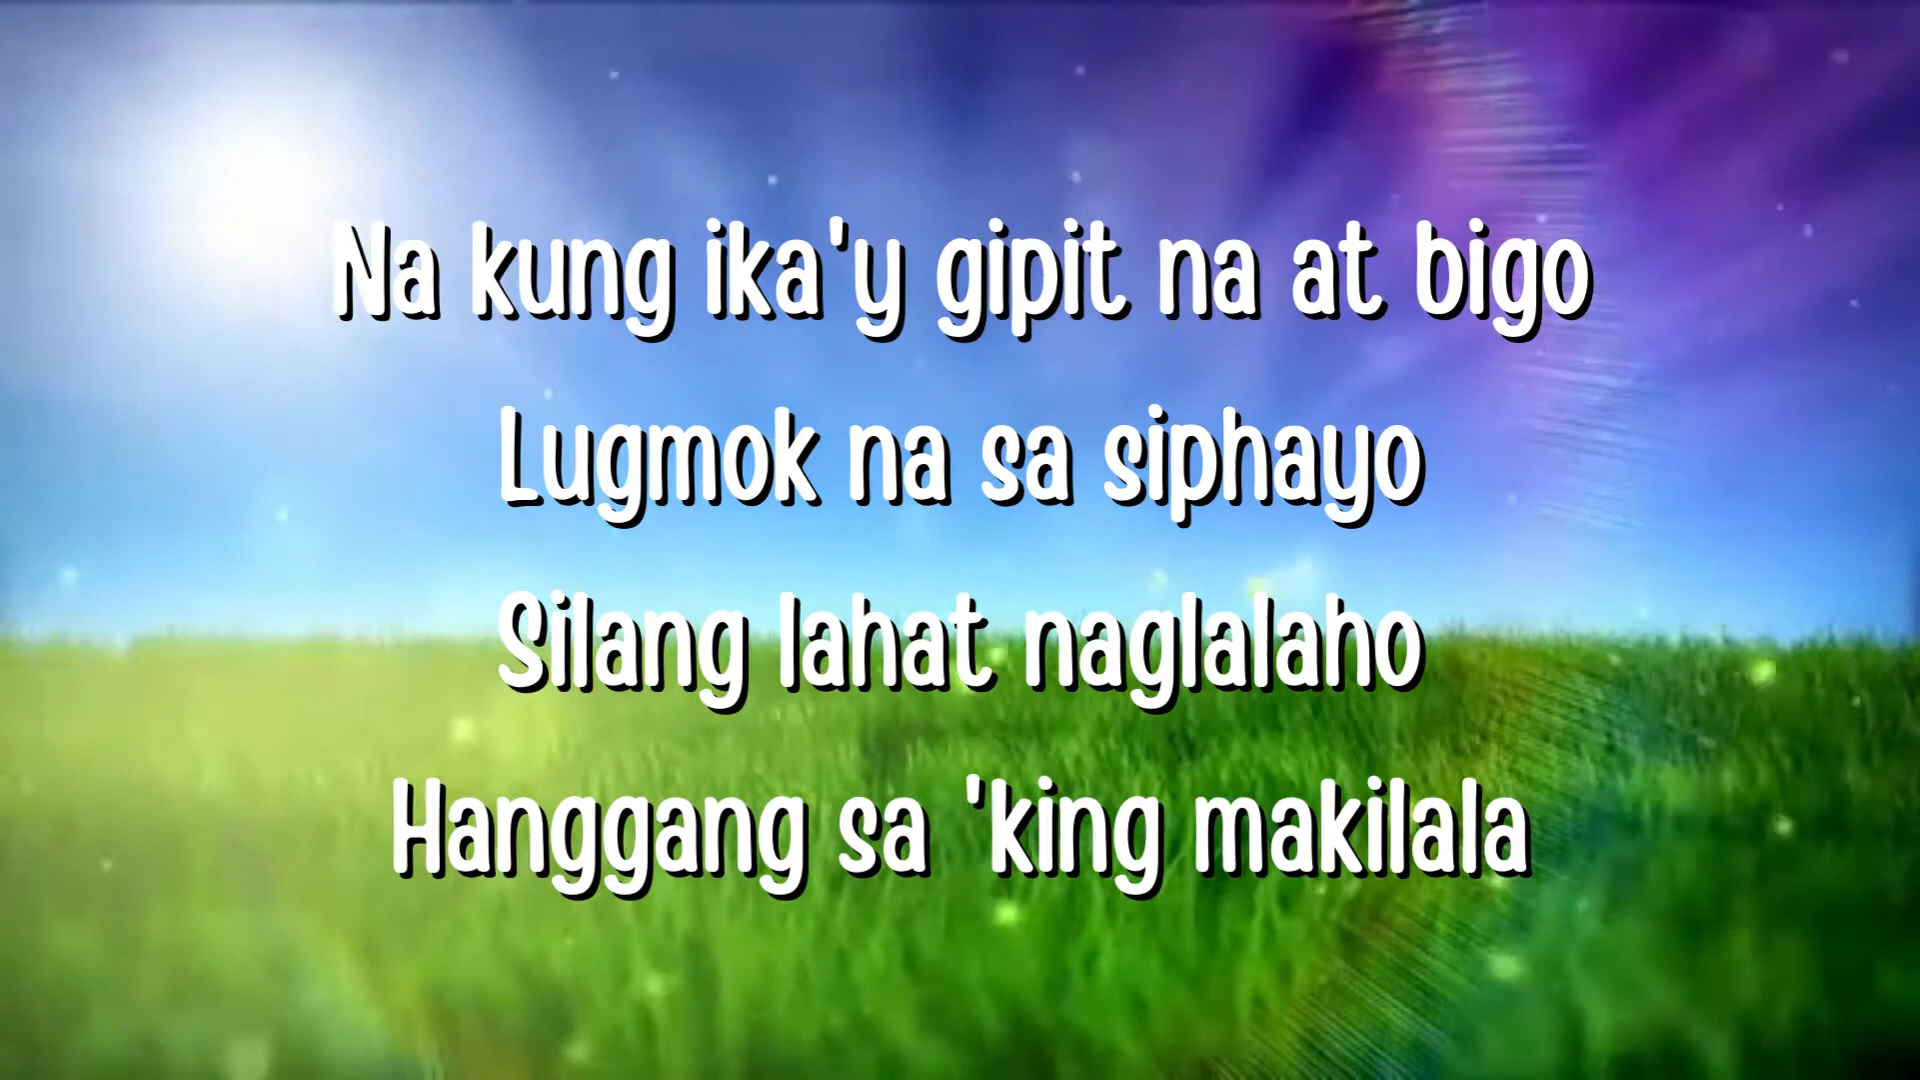 Na kung ika'y gipit na at bigo
Lugmok na sa siphayo
Silang lahat naglalaho
Hanggang sa 'king makilala